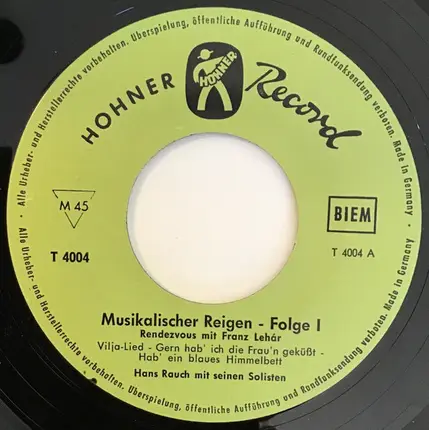 Alle Urheber- und Herstellerrechte vorbehalten. Überspielung, öffentliche Aufführung und Rundfunksendung verboten. Made in Germany
HOHNER HOHNER Record
M 45
BIEM
T 4004
T 4004 A
Musikalischer Reigen - Folge I
Rendezvous mit Franz Lehár
Vilja-Lied - Gern hab' ich die Frau'n geküßt -
Hab' ein blaues Himmelbett
Hans Rauch mit seinen Solisten
Alle Urheber- und Herstellerrechte vorbehalten. Überspielung, öffentliche Aufführung und Rundfunksendung verboten. Made in Germany